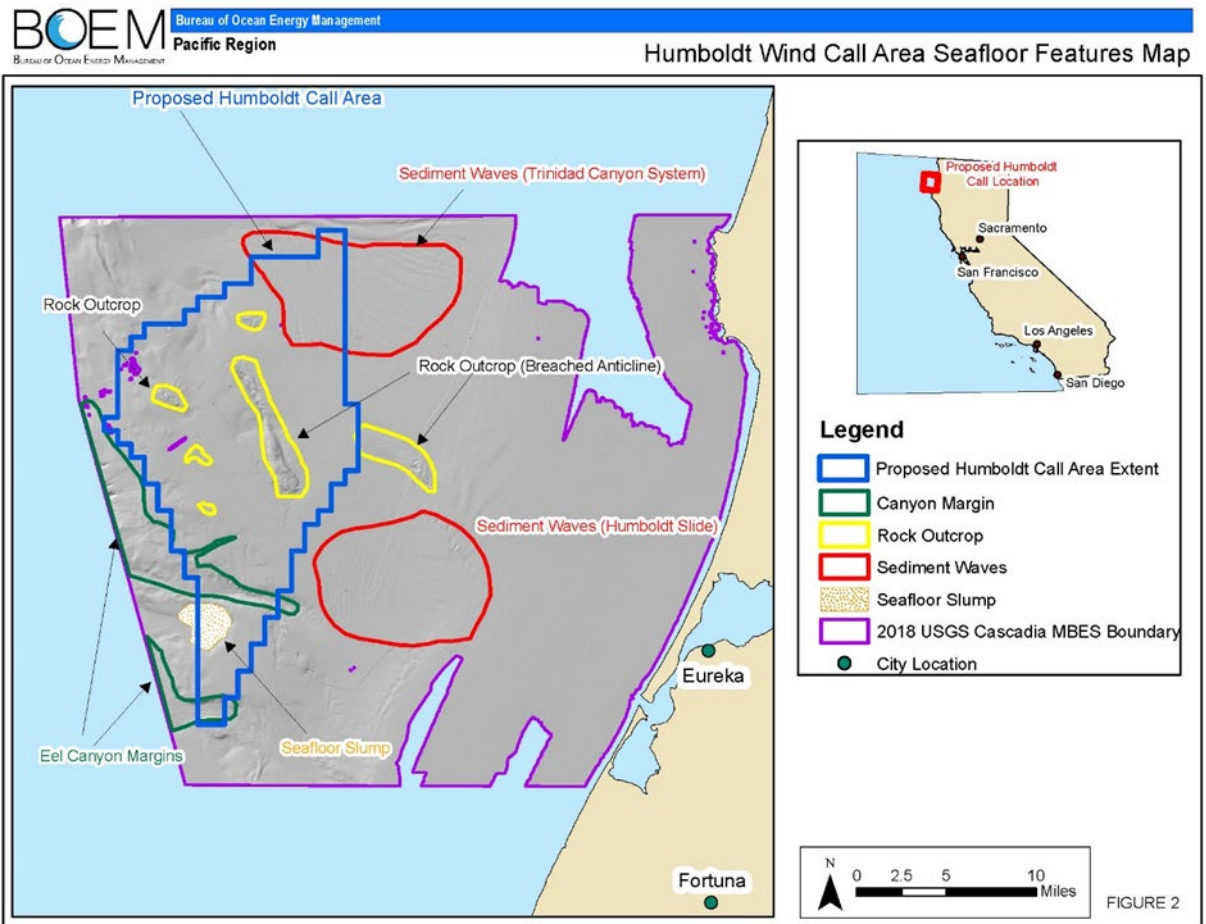 BOEM
BUREAU OF OCEAN ENERGY MANAGEMENT
Bureau of Ocean Energy Management
Pacific Region
Humboldt Wind Call Area Seafloor Features Map
Proposed Humboldt Call Area
Sediment Waves (Trinidad Canyon System)
Rock Outcrop
Rock Outcrop (Breached Anticline)
Sediment Waves (Humboldt Slide)
Eureka
Eel Canyon Margins
Seafloor Slump
Fortuna
Proposed Humboldt
Call Location
Sacramento
San Francisco
Los Angeles
San Diego
Legend
Proposed Humboldt Call Area Extent
Canyon Margin
Rock Outcrop
Sediment Waves
Seafloor Slump
2018 USGS Cascadia MBES Boundary
City Location
N
0 2.5 5 10
Miles
FIGURE 2